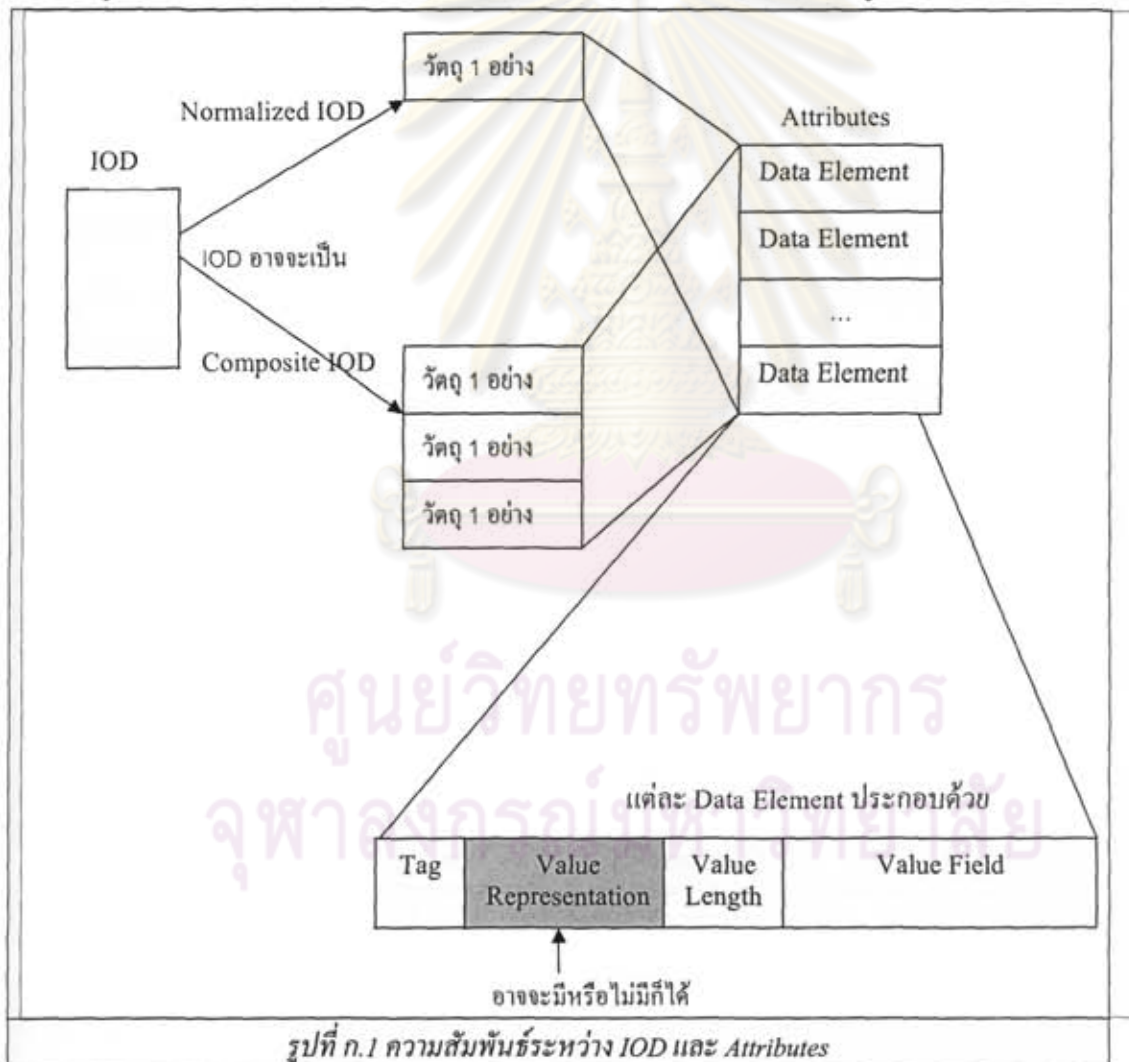 วัตถุ 1 อย่าง
Normalized IOD
Attributes
IOD
Data Element
Data Element
IOD อาจจะเป็น
...
Composite IOD
Data Element
วัตถุ 1 อย่าง
วัตถุ 1 อย่าง
วัตถุ 1 อย่าง
ศูนย์วิทยทรัพยากร
แต่ละ Data Element ประกอบด้วย
จุฬาลงกรณ์มหาวิทยาลัย
Tag
Value
Representation
Value
Length
Value Field
อาจจะมีหรือไม่มีก็ได้
รูปที่ ก.1 ความสัมพันธ์ระหว่าง IOD และ Attributes